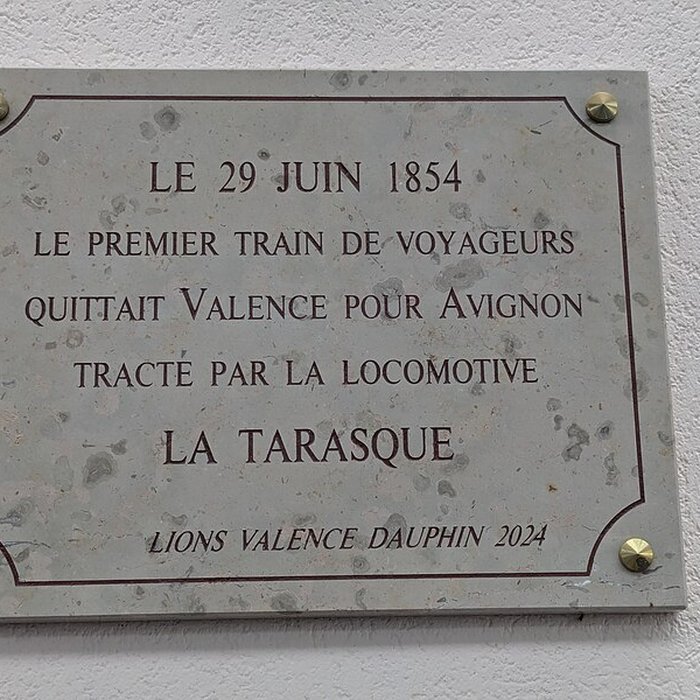 LE 29 JUIN 1854
LE PREMIER TRAIN DE VOYAGEURS
QUITTAIT VALENCE POUR AVIGNON
TRACTÉ PAR LA LOCOMOTIVE
LA TARASQUE
LIONS VALENCE DAUPHIN 2024